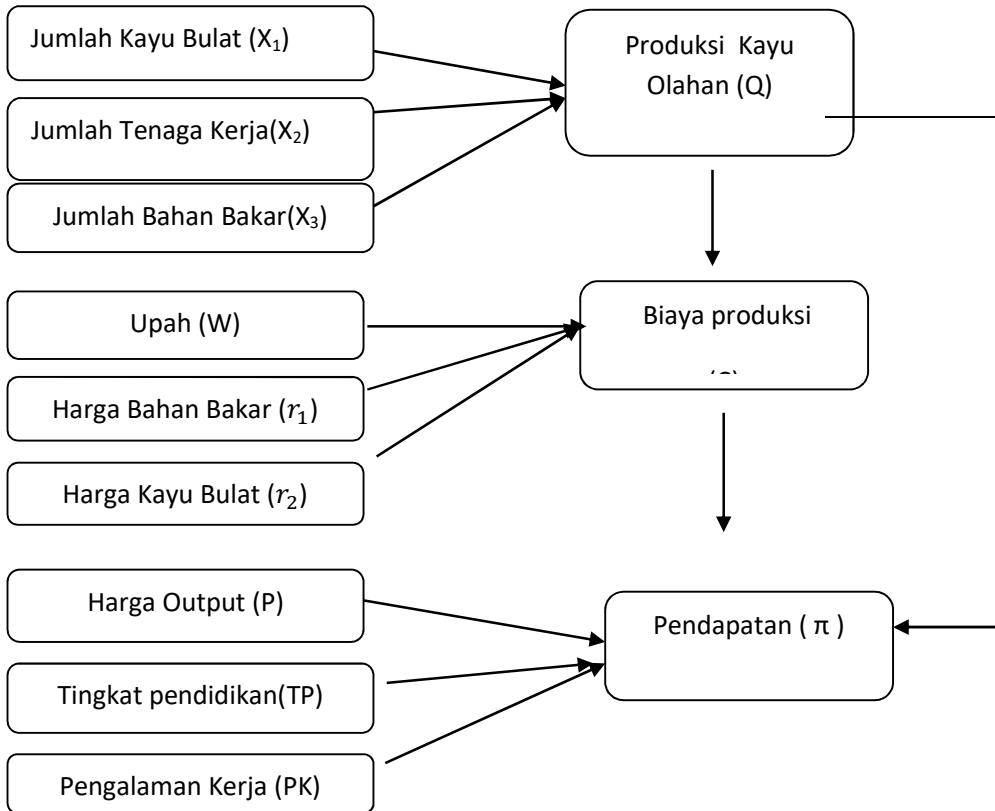 Jumlah Kayu Bulat (X₁)
Jumlah Tenaga Kerja(X₂)
Jumlah Bahan Bakar(X₃)
Produksi Kayu
Olahan (Q)
Upah (W)
Harga Bahan Bakar (r₁)
Harga Kayu Bulat (r₂)
Biaya produksi
Harga Output (P)
Tingkat pendidikan(TP)
Pengalaman Kerja (PK)
Pendapatan ( π )